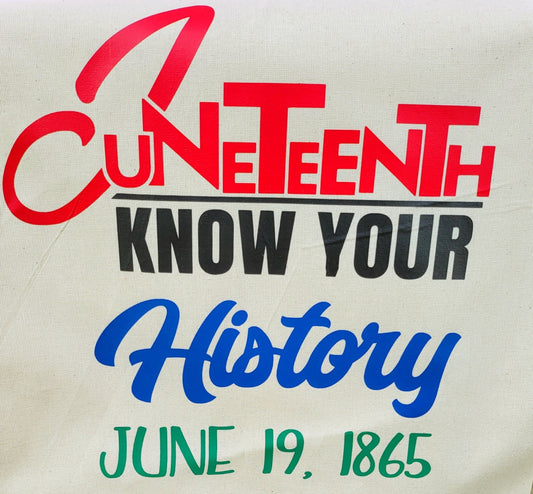 JUNETEENTH
KNOW YOUR
History
JUNE 19, 1865